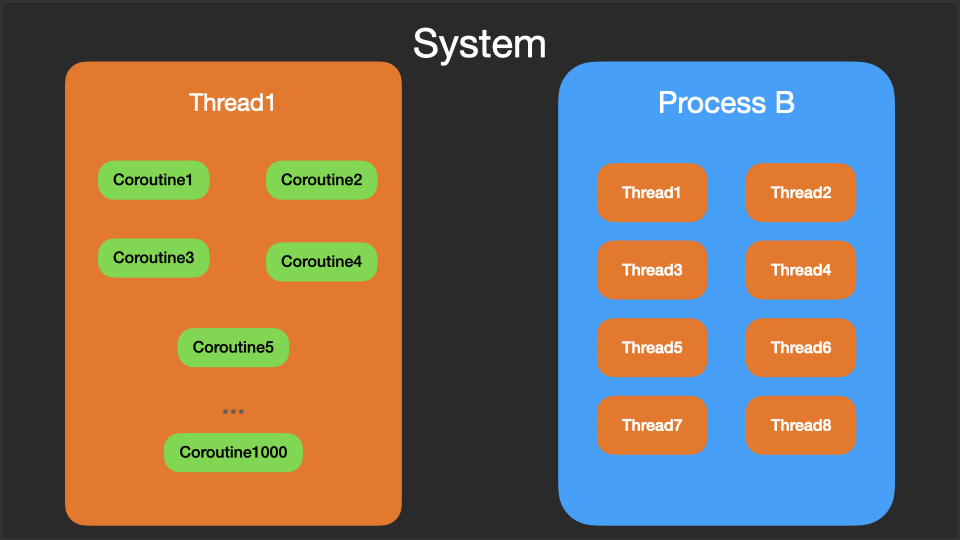 System
Thread1
Coroutine1
Coroutine2
Coroutine3
Coroutine4
Coroutine5
...
Coroutine1000
Process B
Thread1
Thread2
Thread3
Thread4
Thread5
Thread6
Thread7
Thread8